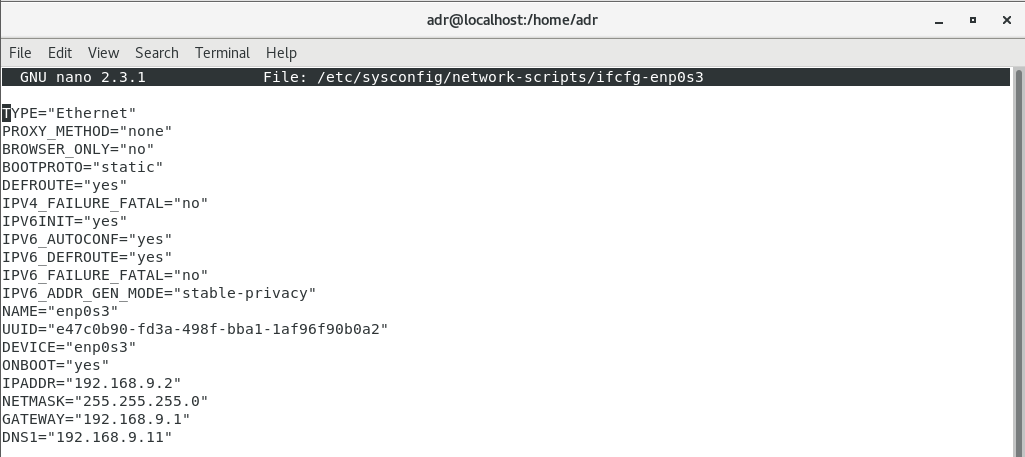 adr@localhost:/home/adr
File Edit View Search Terminal Help
GNU nano 2.3.1 File: /etc/sysconfig/network-scripts/ifcfg-enp0s3
TYPE="Ethernet"
PROXY_METHOD="none"
BROWSER_ONLY="no"
BOOTPROTO="static"
DEFROUTE="yes"
IPV4_FAILURE_FATAL="no"
IPV6INIT="yes"
IPV6_AUTOCONF="yes"
IPV6_DEFROUTE="yes"
IPV6_FAILURE_FATAL="no"
IPV6_ADDR_GEN_MODE="stable-privacy"
NAME="enp0s3"
UUID="e47c0b90-fd3a-498f-bba1-1af96f90b0a2"
DEVICE="enp0s3"
ONBOOT="yes"
IPADDR="192.168.9.2"
NETMASK="255.255.255.0"
GATEWAY="192.168.9.1"
DNS1="192.168.9.11"